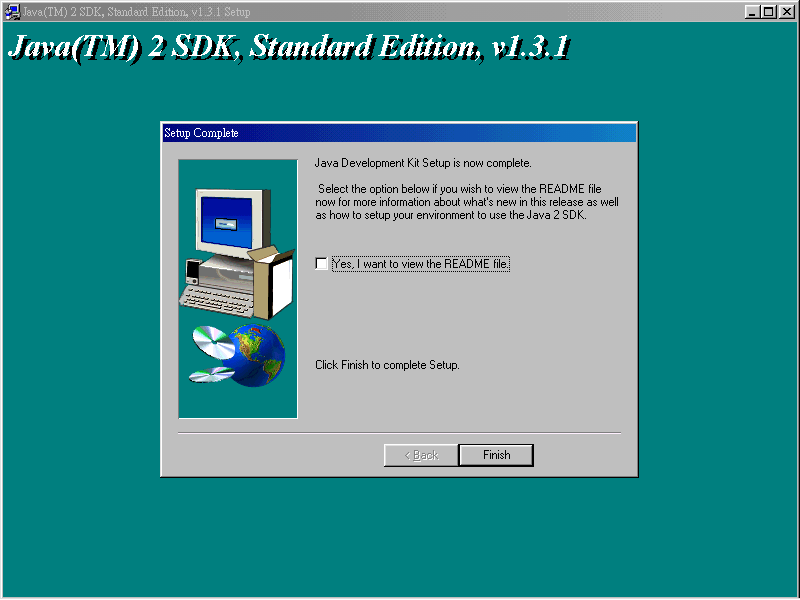 Java(TM) 2 SDK, Standard Edition, v1.3.1 Setup
Java(TM) 2 SDK, Standard Edition, v1.3.1
Setup Complete
Java Development Kit Setup is now complete.
Select the option below if you wish to view the README file
now for more information about what's new in this release as well
as how to setup your environment to use the Java 2 SDK.
Yes, I want to view the README file.
Click Finish to complete Setup.
< Back
Finish